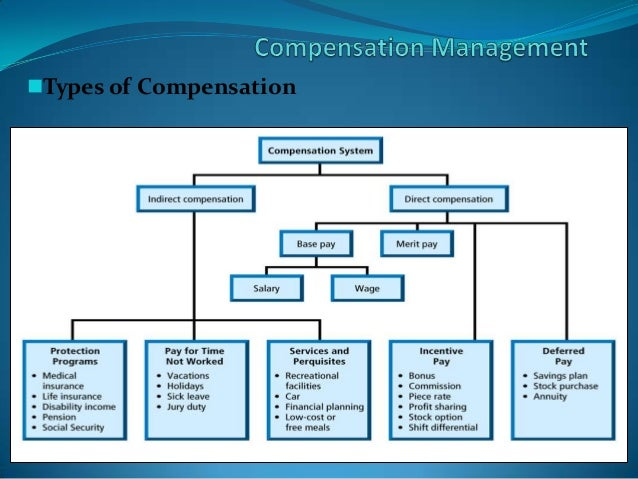 Compensation Management
Types of Compensation
Compensation System
Indirect compensation
Direct compensation
Base pay
Merit pay
Salary
Wage
Protection
Programs
• Medical
insurance
• Life insurance
• Disability income
• Pension
• Social Security
Pay for Time
Not Worked
• Vacations
• Holidays
• Sick leave
• Jury duty
Services and
Perquisites
• Recreational
facilities
• Car
• Financial planning
• Low-cost or
free meals
Incentive
Pay
• Bonus
• Commission
• Piece rate
• Profit sharing
• Stock option
• Shift differential
Deferred
Pay
• Savings plan
• Stock purchase
• Annuity